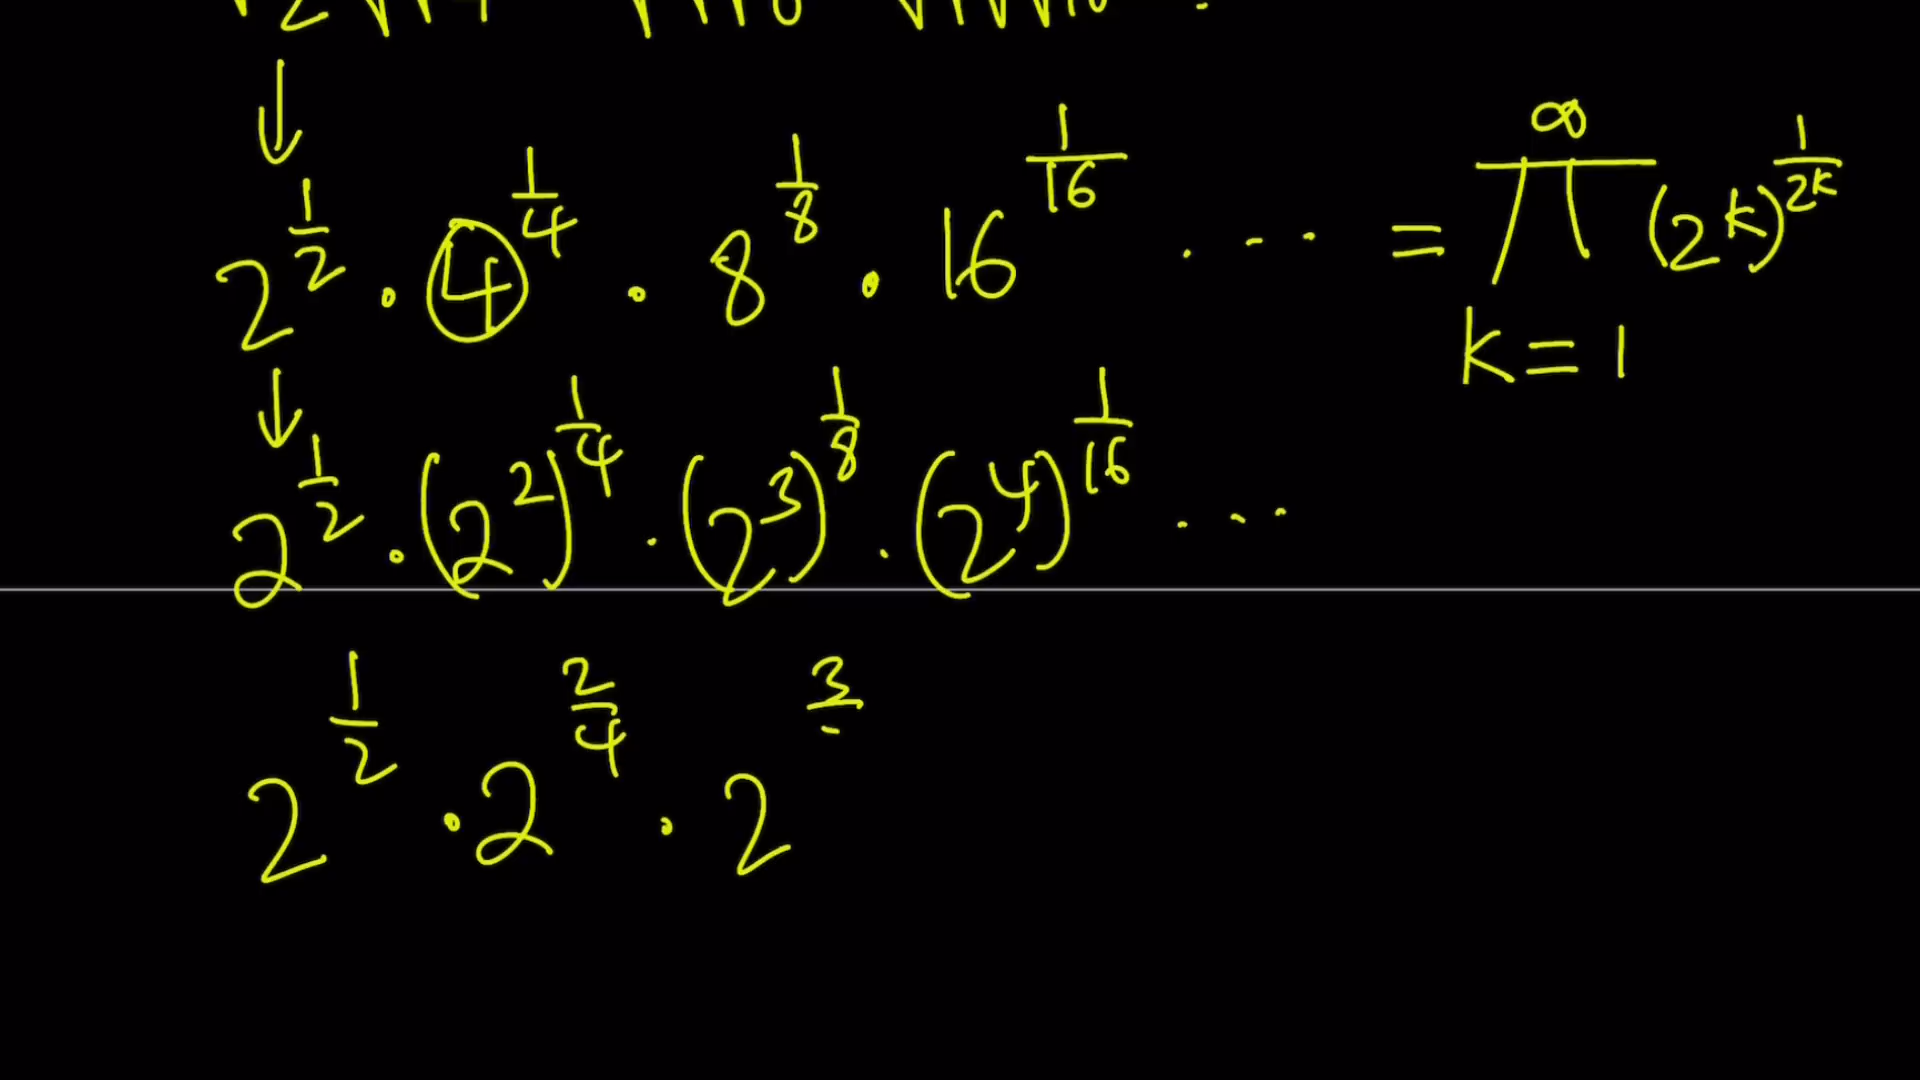 2^{1/2} · 4^{1/4} · 8^{1/8} · 16^{1/16} · ··· = ∏_{k=1}^{∞} (2^k)^{1/2^k}
2^{1/2} · (2^2)^{1/4} · (2^3)^{1/8} · (2^4)^{1/16} ...
2^{1/2} · 2^{2/4} · 2^{3/}